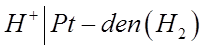 H⁺|Pt – den(H₂)